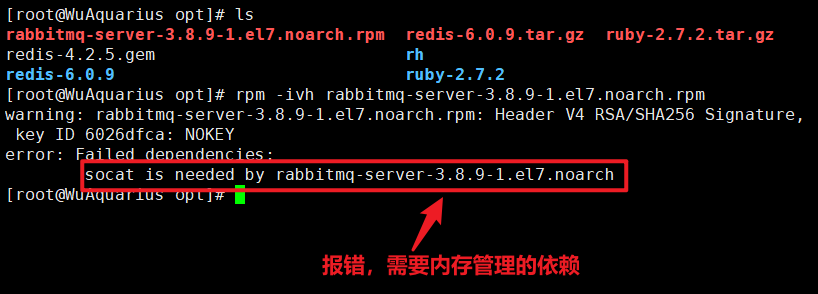 [root@WuAquarius opt]# ls
rabbitmq-server-3.8.9-1.el7.noarch.rpm redis-6.0.9.tar.gz ruby-2.7.2.tar.gz
redis-4.2.5.gem rh
redis-6.0.9 ruby-2.7.2
[root@WuAquarius opt]# rpm -ivh rabbitmq-server-3.8.9-1.el7.noarch.rpm
warning: rabbitmq-server-3.8.9-1.el7.noarch.rpm: Header V4 RSA/SHA256 Signature,
key ID 6026dfca: NOKEY
error: Failed dependencies:
socat is needed by rabbitmq-server-3.8.9-1.el7.noarch
[root@WuAquarius opt]#
报错，需要内存管理的依赖